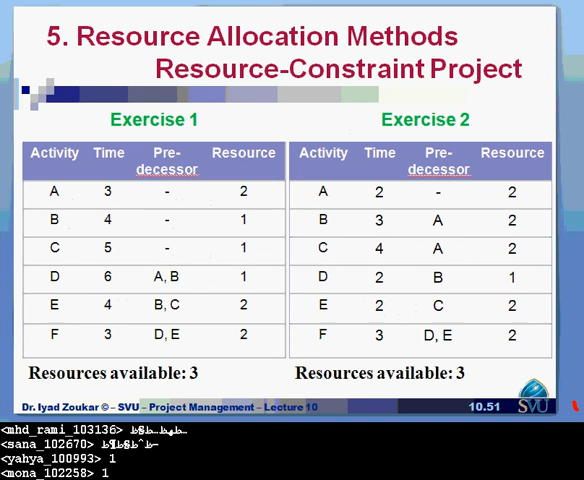 5. Resource Allocation Methods
Resource-Constraint Project
Exercise 1
Activity Time Pre-decessor Resource
A 3 - 2
B 4 - 1
C 5 - 1
D 6 A, B 1
E 4 B, C 2
F 3 D, E 2
Resources available: 3
Exercise 2
Activity Time Pre-decessor Resource
A 2 - 2
B 3 A 2
C 4 A 2
D 2 B 1
E 2 C 2
F 3 D, E 2
Resources available: 3
Dr. Iyad Zoukar © – SVU – Project Management – Lecture 10
10.51
SVU
<mhd_rami_103136>
<sana_102670>
<yahya_100993> 1
<mona_102258> 1